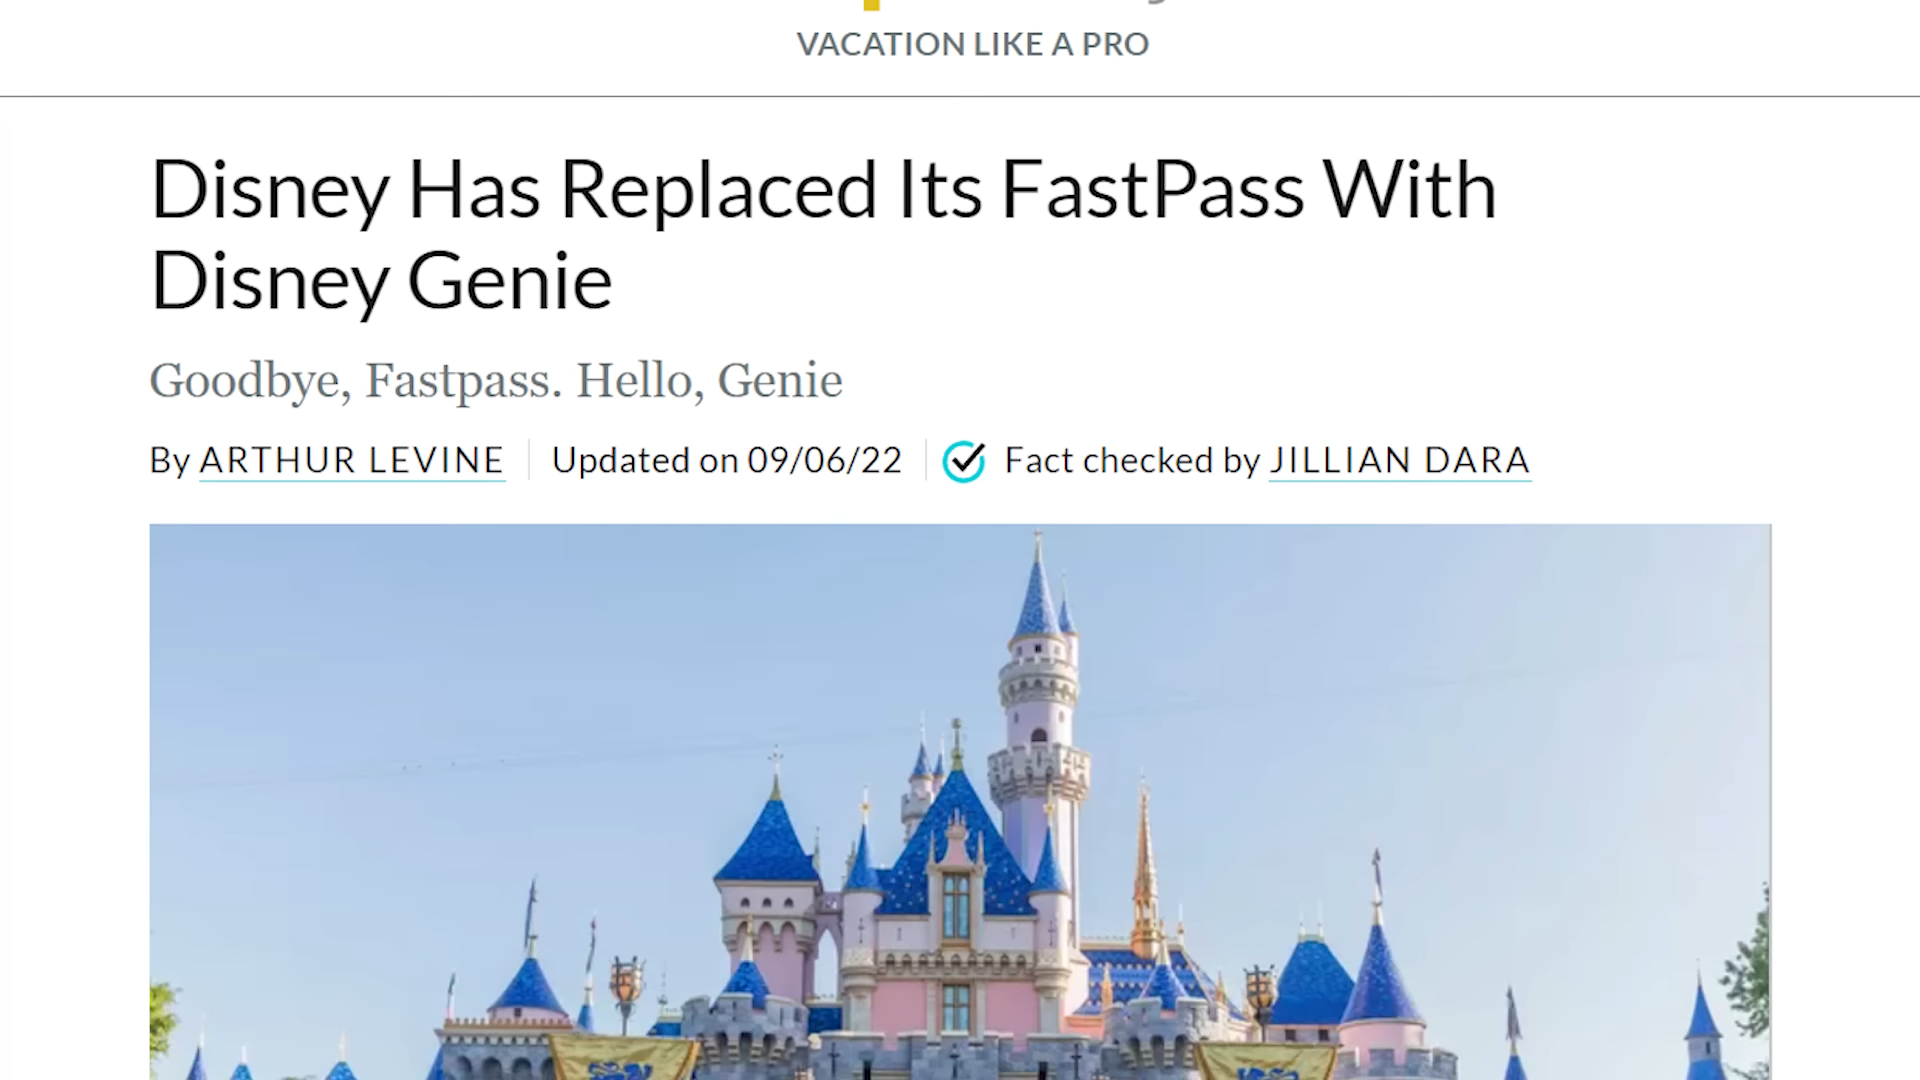 VACATION LIKE A PRO
Disney Has Replaced Its FastPass With
Disney Genie
Goodbye, Fastpass. Hello, Genie
By ARTHUR LEVINE Updated on 09/06/22 Fact checked by JILLIAN DARA